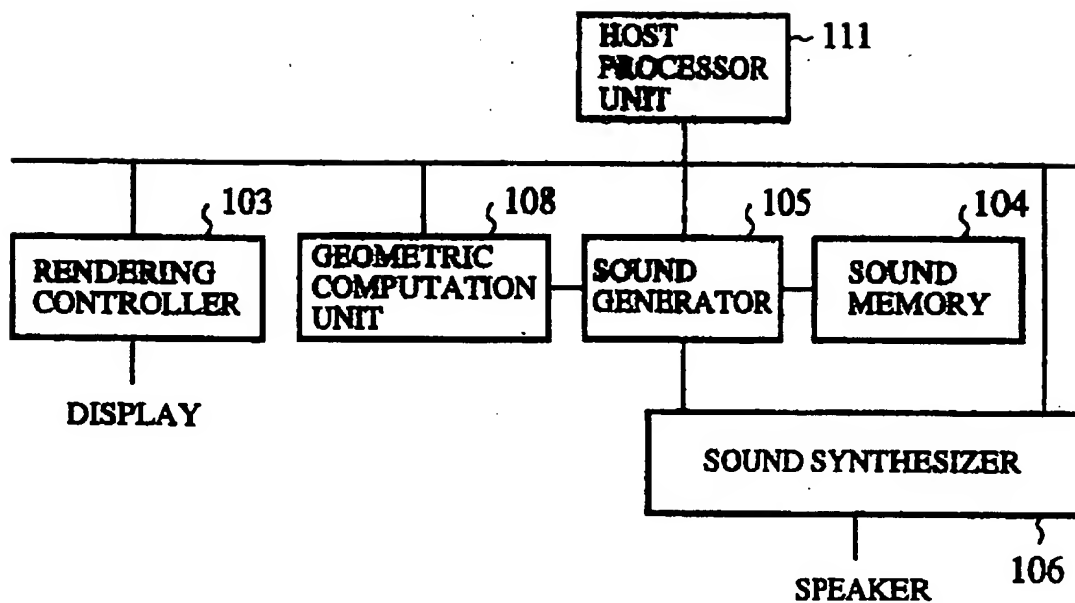 HOST
PROCESSOR
UNIT
111
103
108
105
104
RENDERING
CONTROLLER
GEOMETRIC
COMPUTATION
UNIT
SOUND
GENERATOR
SOUND
MEMORY
DISPLAY
SOUND SYNTHESIZER
106
SPEAKER